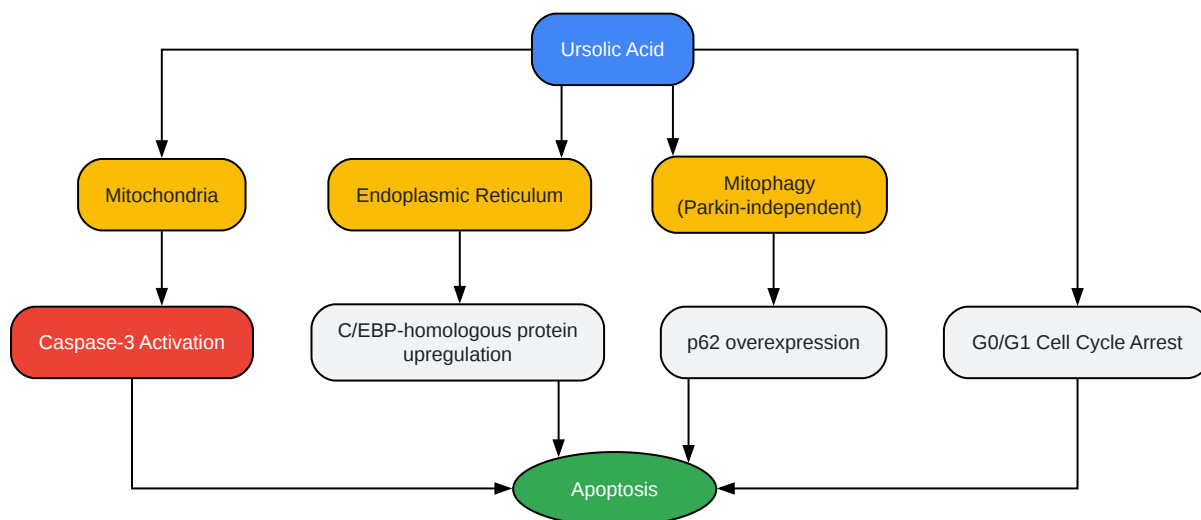 Ursolic Acid
Mitochondria
Endoplasmic Reticulum
Mitophagy
(Parkin-independent)
Caspase-3 Activation
C/EBP-homologous protein
upregulation
p62 overexpression
G0/G1 Cell Cycle Arrest
Apoptosis